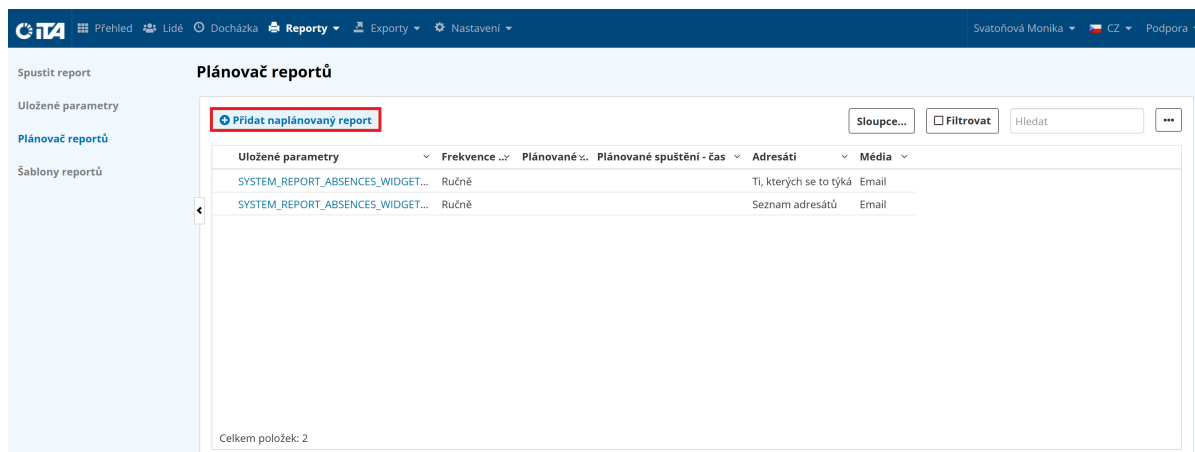 iTA Přehled Lidé Docházka Reporty Exporty Nastavení Svatoňová Monika CZ Podpora
Spustit report
Uložené parametry
Plánovač reportů
Šablony reportů
Plánovač reportů
Přidat naplánovaný report Sloupce... Filtrovat Hledat ...
Uložené parametry Frekvence ... Plánované ... Plánované spuštění - čas Adresáti Média
SYSTEM_REPORT_ABSENCES_WIDGET... Ručně Ti, kterých se to týká Email
SYSTEM_REPORT_ABSENCES_WIDGET... Ručně Seznam adresátů Email
Celkem položek: 2